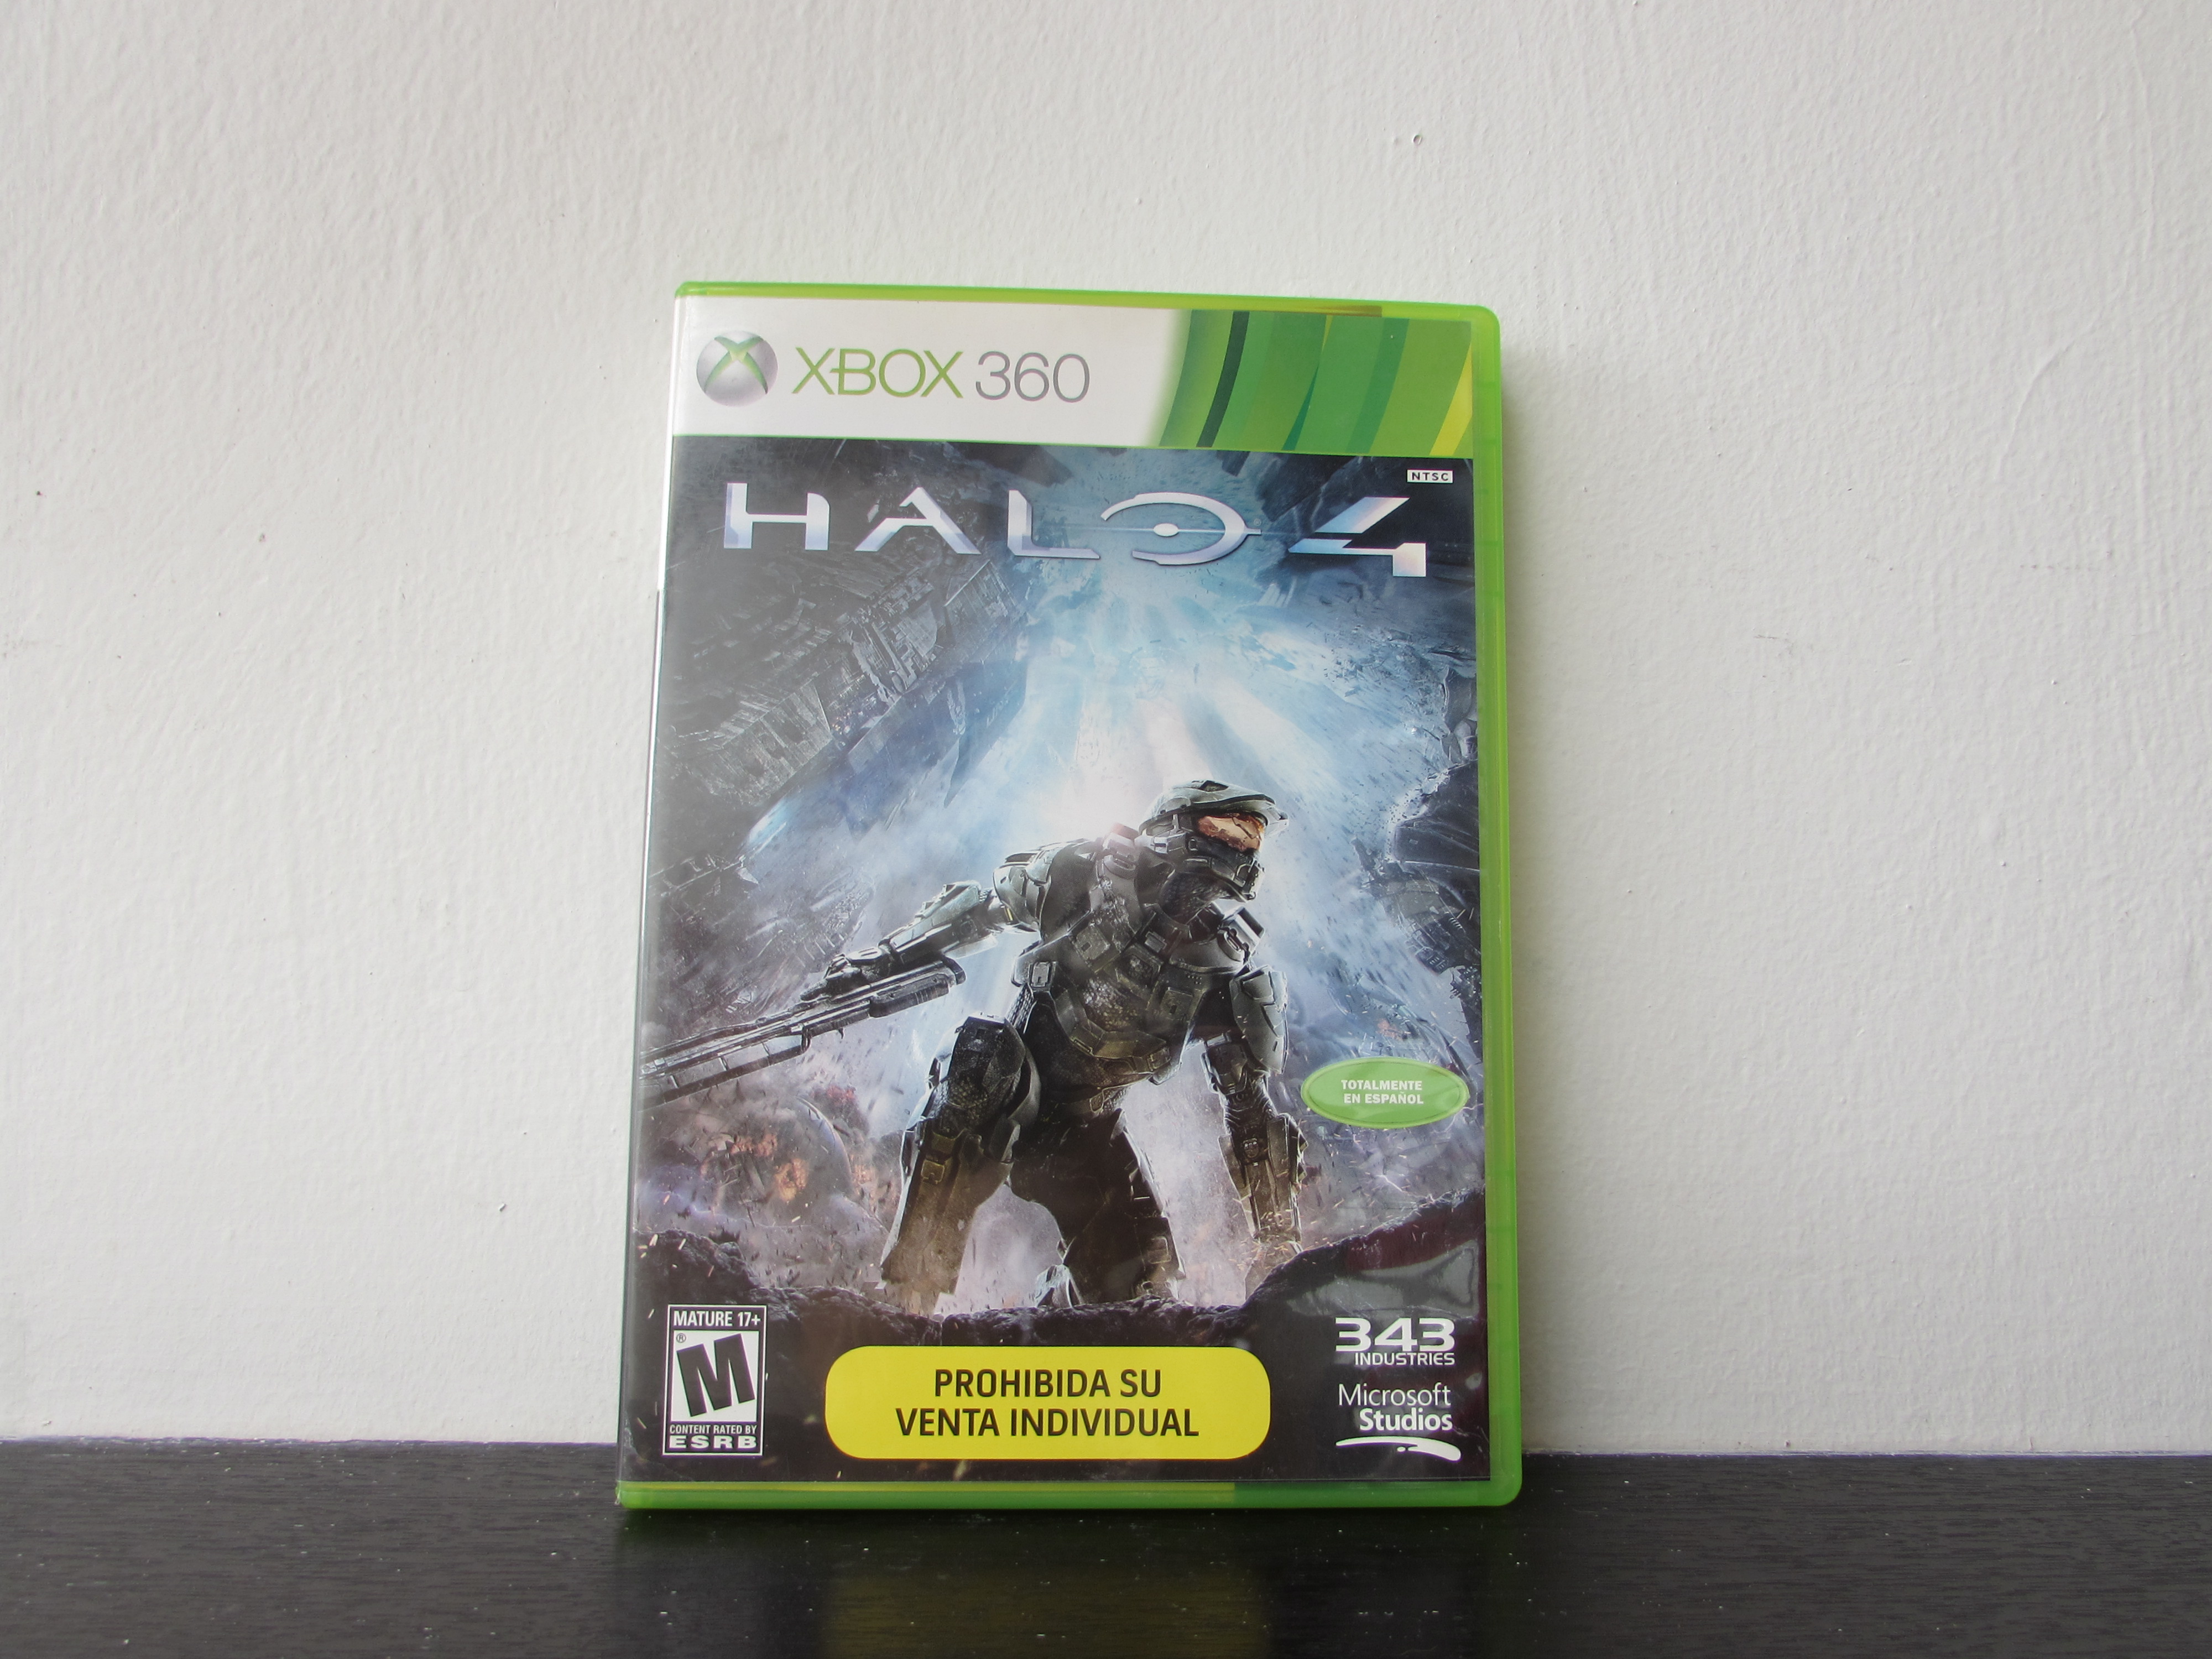 XBOX 360
NTSC
HALO 4
TOTALMENTE
EN ESPAÑOL
MATURE 17+
M
®
CONTENT RATED BY
ESRB
PROHIBIDA SU
VENTA INDIVIDUAL
343
INDUSTRIES
Microsoft
Studios